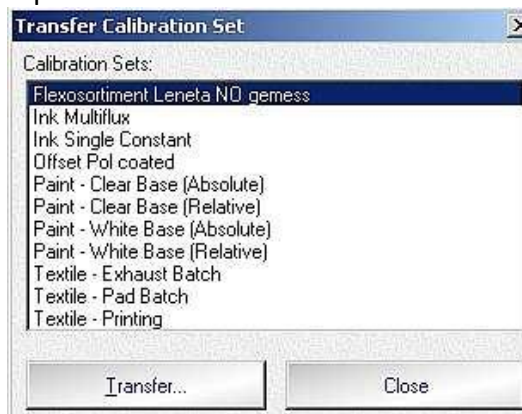 Transfer Calibration Set
Calibration Sets:
Flexosortiment Leneta NO gemess
Ink Multiflux
Ink Single Constant
Offset Pol coated
Paint - Clear Base (Absolute)
Paint - Clear Base (Relative)
Paint - White Base (Absolute)
Paint - White Base (Relative)
Textile - Exhaust Batch
Textile - Pad Batch
Textile - Printing
Transfer... Close